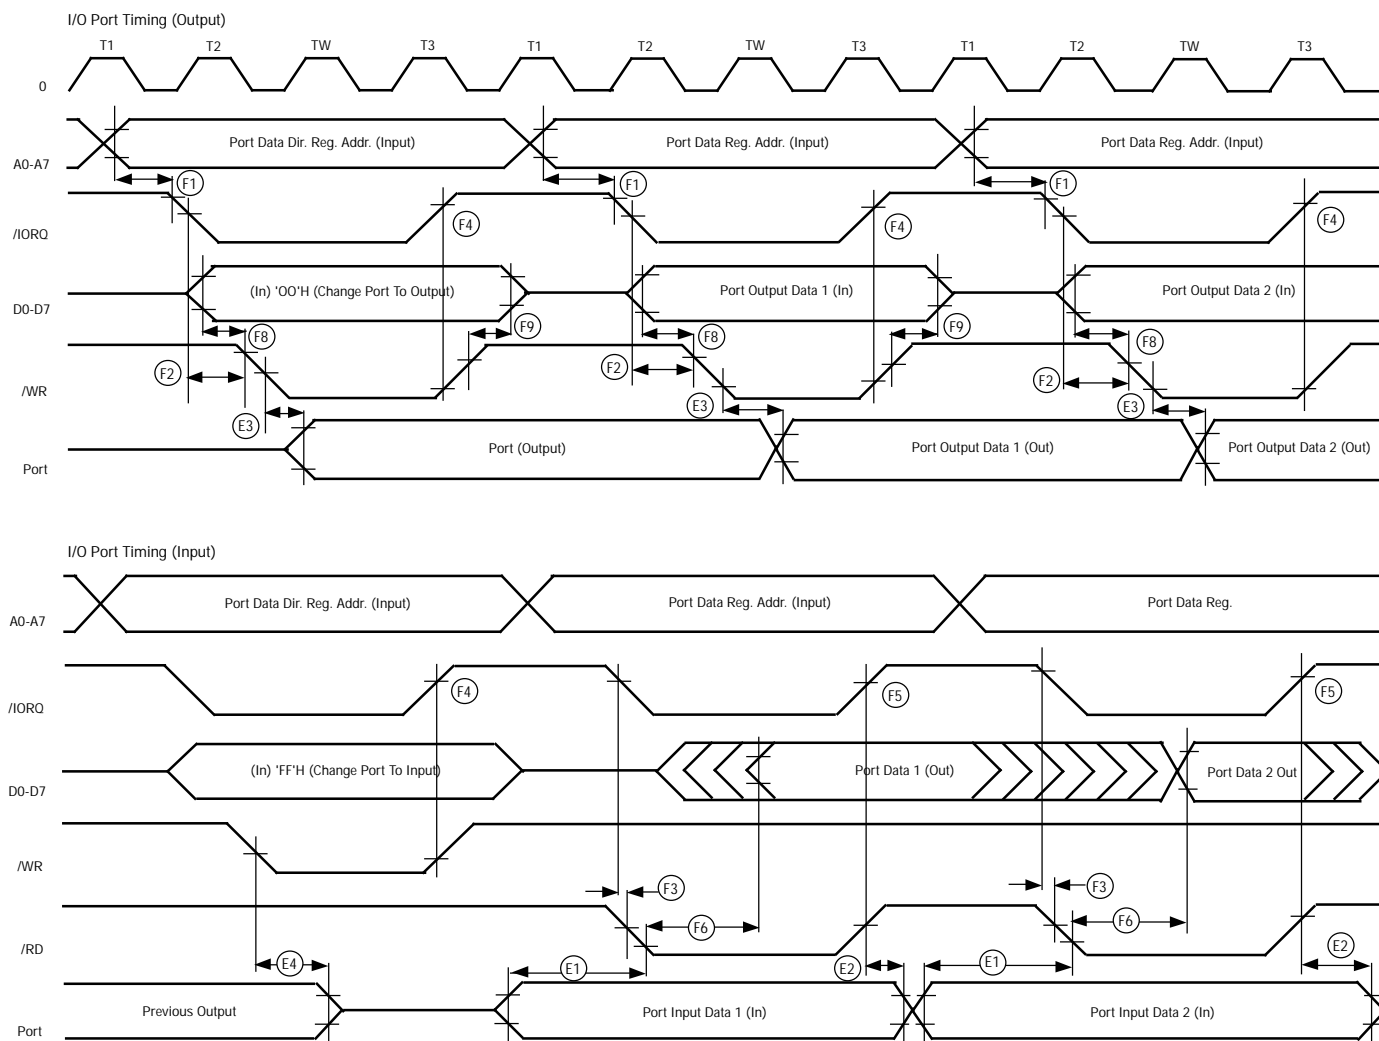 I/O Port Timing (Output)
T1 T2 TW T3 T1 T2 TW T3 T1 T2 TW T3
0
Port Data Dir. Reg. Addr. (Input) Port Data Reg. Addr. (Input) Port Data Reg. Addr. (Input)
A0-A7
F1 F1 F1
F4 F4 F4
/IORQ
(In) 'OO'H (Change Port To Output) Port Output Data 1 (In) Port Output Data 2 (In)
D0-D7
F8 F9 F8 F9 F8
F2 F2 F2
/WR
E3 E3 E3
Port (Output) Port Output Data 1 (Out) Port Output Data 2 (Out)
Port
I/O Port Timing (Input)
Port Data Dir. Reg. Addr. (Input) Port Data Reg. Addr. (Input) Port Data Reg.
A0-A7
F4 F5 F5
/IORQ
(In) 'FF'H (Change Port To Input) Port Data 1 (Out) Port Data 2 Out
D0-D7
/WR
F3 F3
F6 F6
/RD
E4 E1 E2 E1 E2
Previous Output Port Input Data 1 (In) Port Input Data 2 (In)
Port